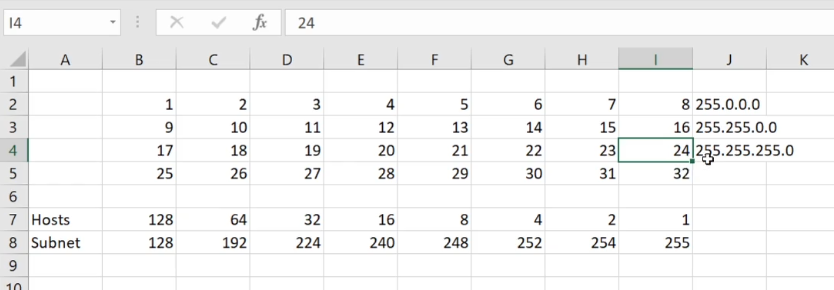 I4 fx 24
A B C D E F G H I J K
1
2 1 2 3 4 5 6 7 8 255.0.0.0
3 9 10 11 12 13 14 15 16 255.255.0.0
4 17 18 19 20 21 22 23 24 255.255.255.0
5 25 26 27 28 29 30 31 32
6
7 Hosts 128 64 32 16 8 4 2 1
8 Subnet 128 192 224 240 248 252 254 255
9
10